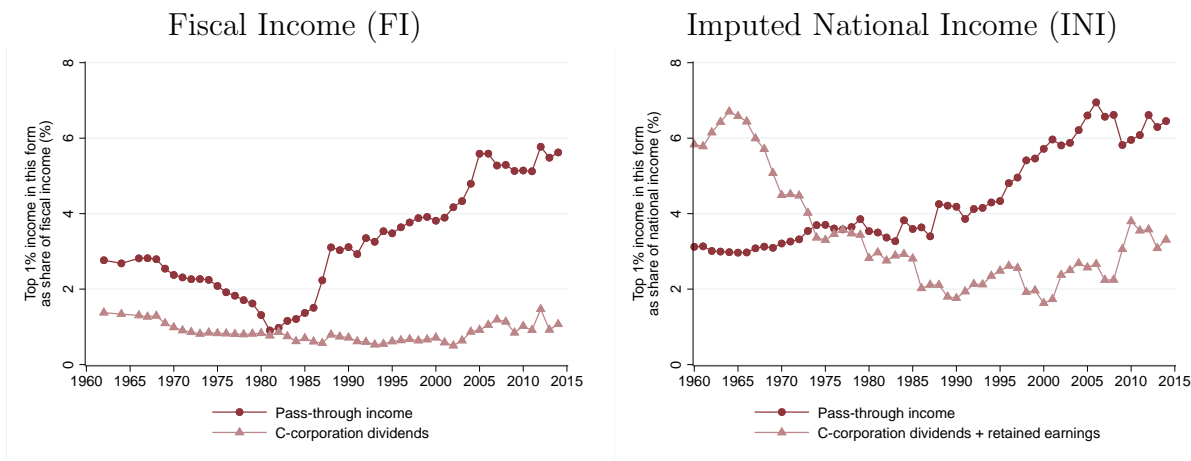 Fiscal Income (FI)
Top 1% income in this form
as share of fiscal income (%)
8
6
4
2
0
1960 1965 1970 1975 1980 1985 1990 1995 2000 2005 2010 2015
Pass-through income
C-corporation dividends
Imputed National Income (INI)
Top 1% income in this form
as share of national income (%)
8
6
4
2
0
1960 1965 1970 1975 1980 1985 1990 1995 2000 2005 2010 2015
Pass-through income
C-corporation dividends + retained earnings